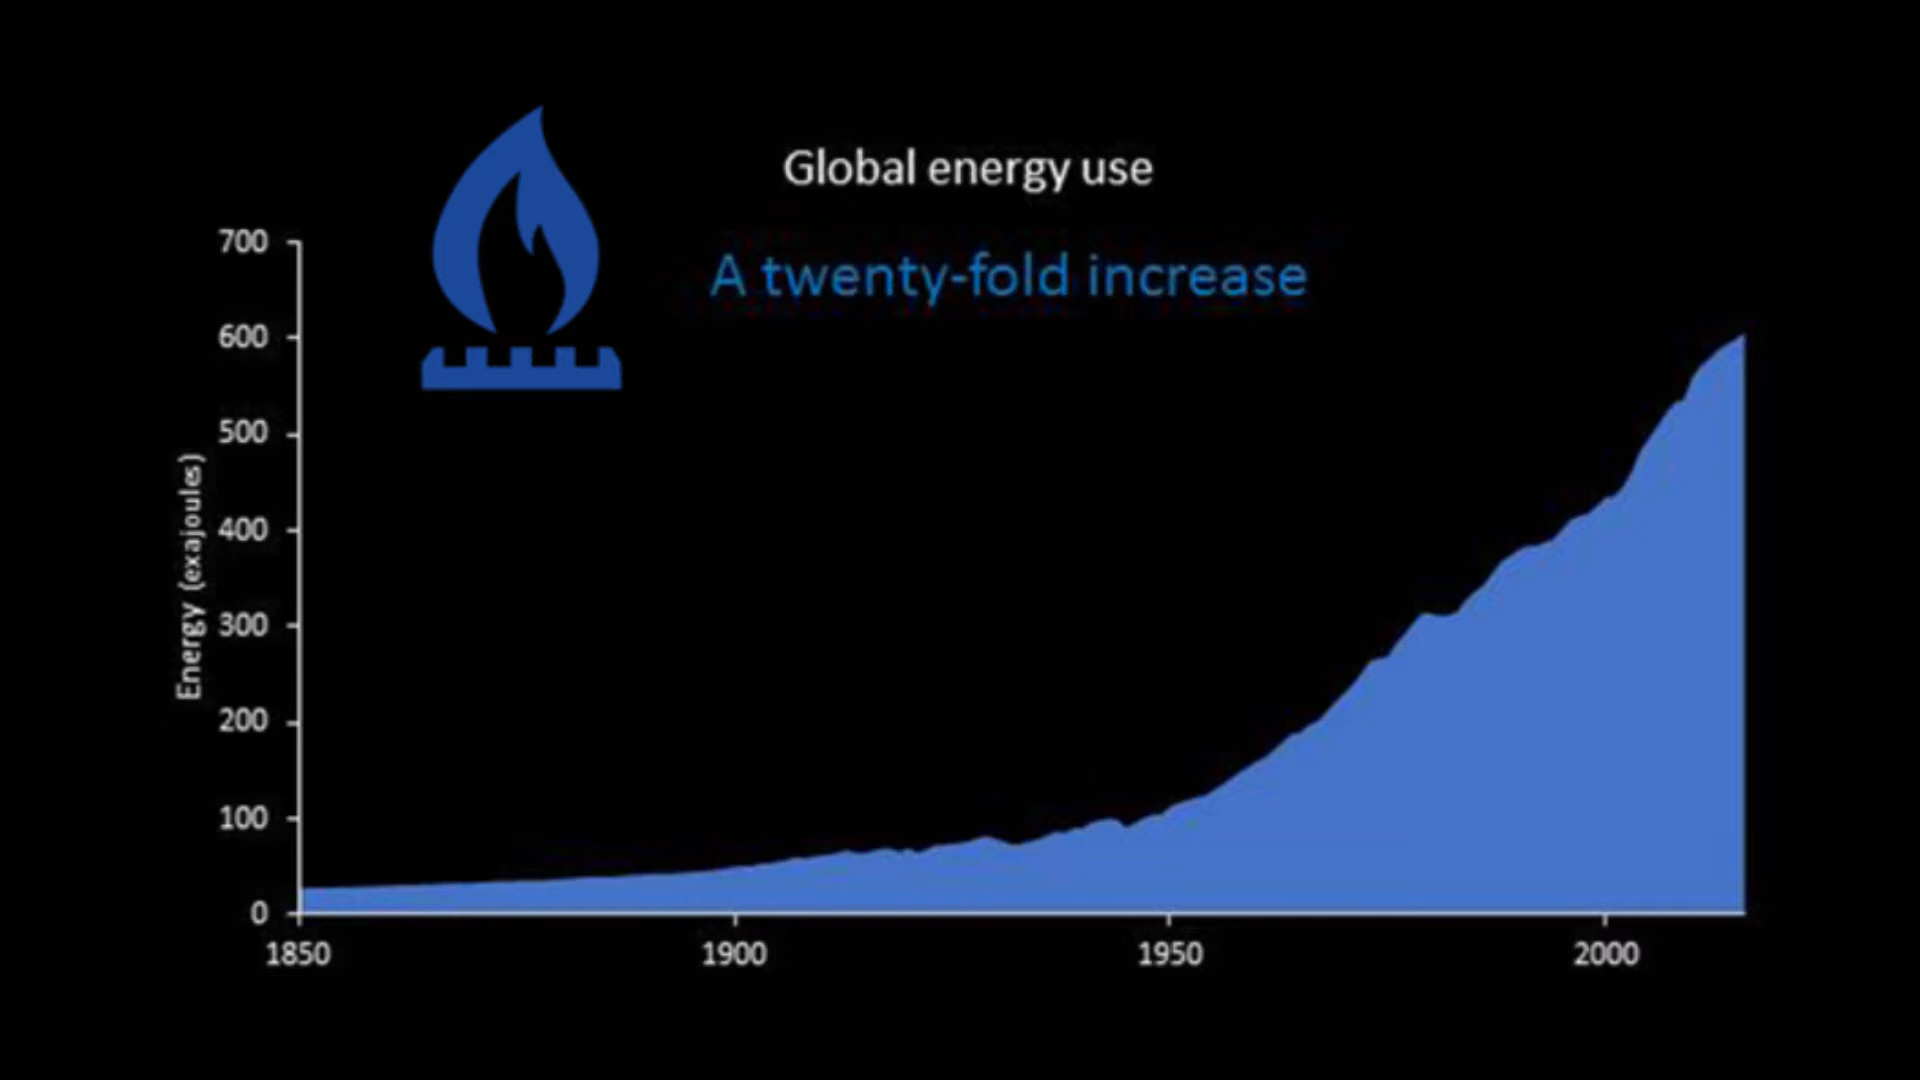 Global energy use
A twenty-fold increase
700
600
500
400
300
200
100
0
Energy (exajoules)
1850 1900 1950 2000